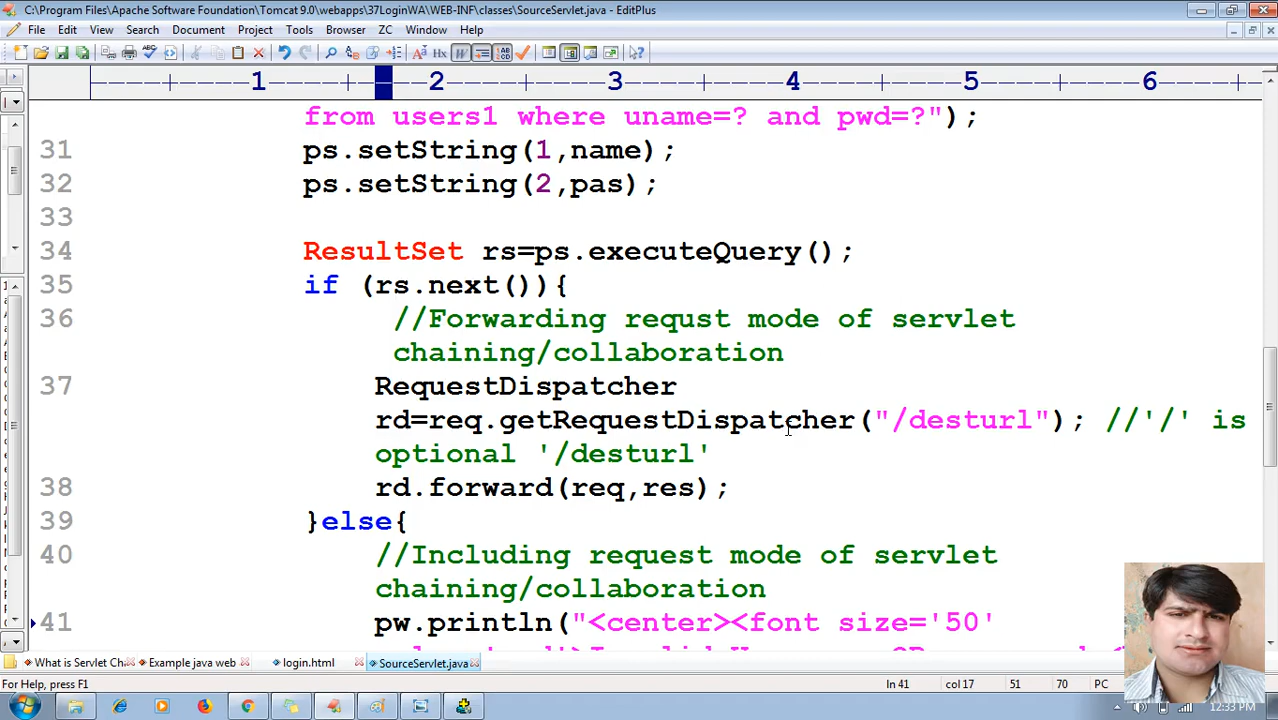 C:\Program Files\Apache Software Foundation\Tomcat 9.0\webapps\37LoginWA\WEB-INF\classes\SourceServlet.java - EditPlus
File Edit View Search Document Project Tools Browser ZC Window Help
1 2 3 4 5 6
from users1 where uname=? and pwd=?");
31 ps.setString(1,name);
32 ps.setString(2,pas);
33
34 ResultSet rs=ps.executeQuery();
35 if (rs.next()){
36 //Forwarding requst mode of servlet
chaining/collaboration
37 RequestDispatcher
rd=req.getRequestDispatcher("/desturl"); //'/' is
optional '/desturl'
38 rd.forward(req,res);
39 }else{
40 //Including request mode of servlet
chaining/collaboration
41 pw.println("<center><font size='50'
What is Servlet Ch Example java web login.html SourceServlet.java
For Help, press F1 ln 41 col 17 51 70 PC
12:33 PM